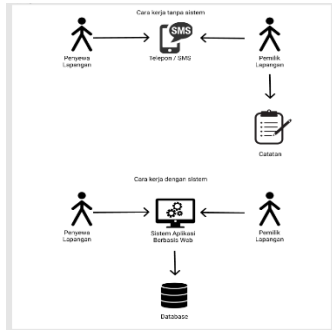 Cara kerja tanpa sistem
SMS
Penyewa
Lapangan
Telepon / SMS
Pemilik
Lapangan
Catatan
Cara kerja dengan sistem
Penyewa
Lapangan
Sistem Aplikasi
Berbasis Web
Pemilik
Lapangan
Database